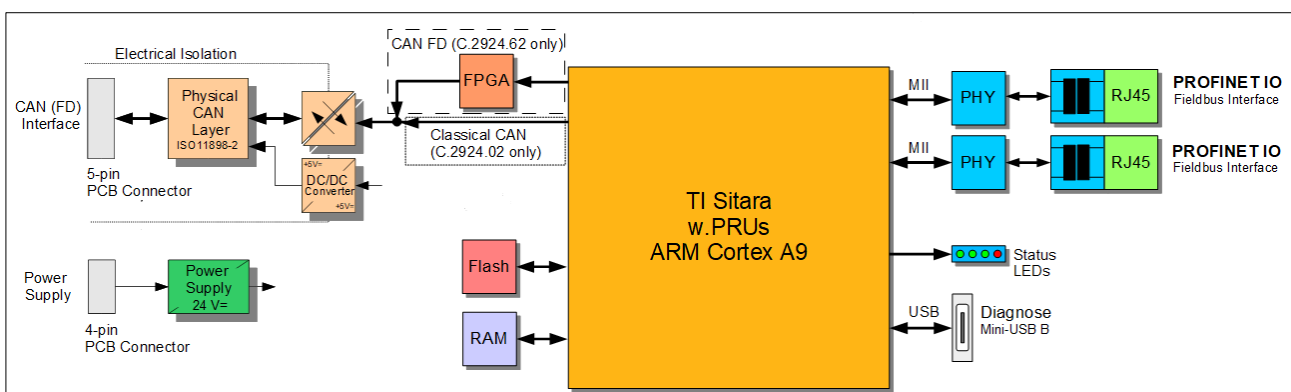 Electrical Isolation
CAN (FD)
Interface
5-pin
PCB Connector
Physical
CAN
Layer
ISO11898-2
+5V=
DC/DC
Converter
+5V=
CAN FD (C.2924.62 only)
FPGA
Classical CAN
(C.2924.02 only)
Power
Supply
4-pin
PCB Connector
Power
Supply
24 V=
Flash
RAM
TI Sitara
w.PRUs
ARM Cortex A9
MII
PHY
RJ45
PROFINET IO
Fieldbus Interface
MII
PHY
RJ45
PROFINET IO
Fieldbus Interface
Status
LEDs
USB
Diagnose
Mini-USB B